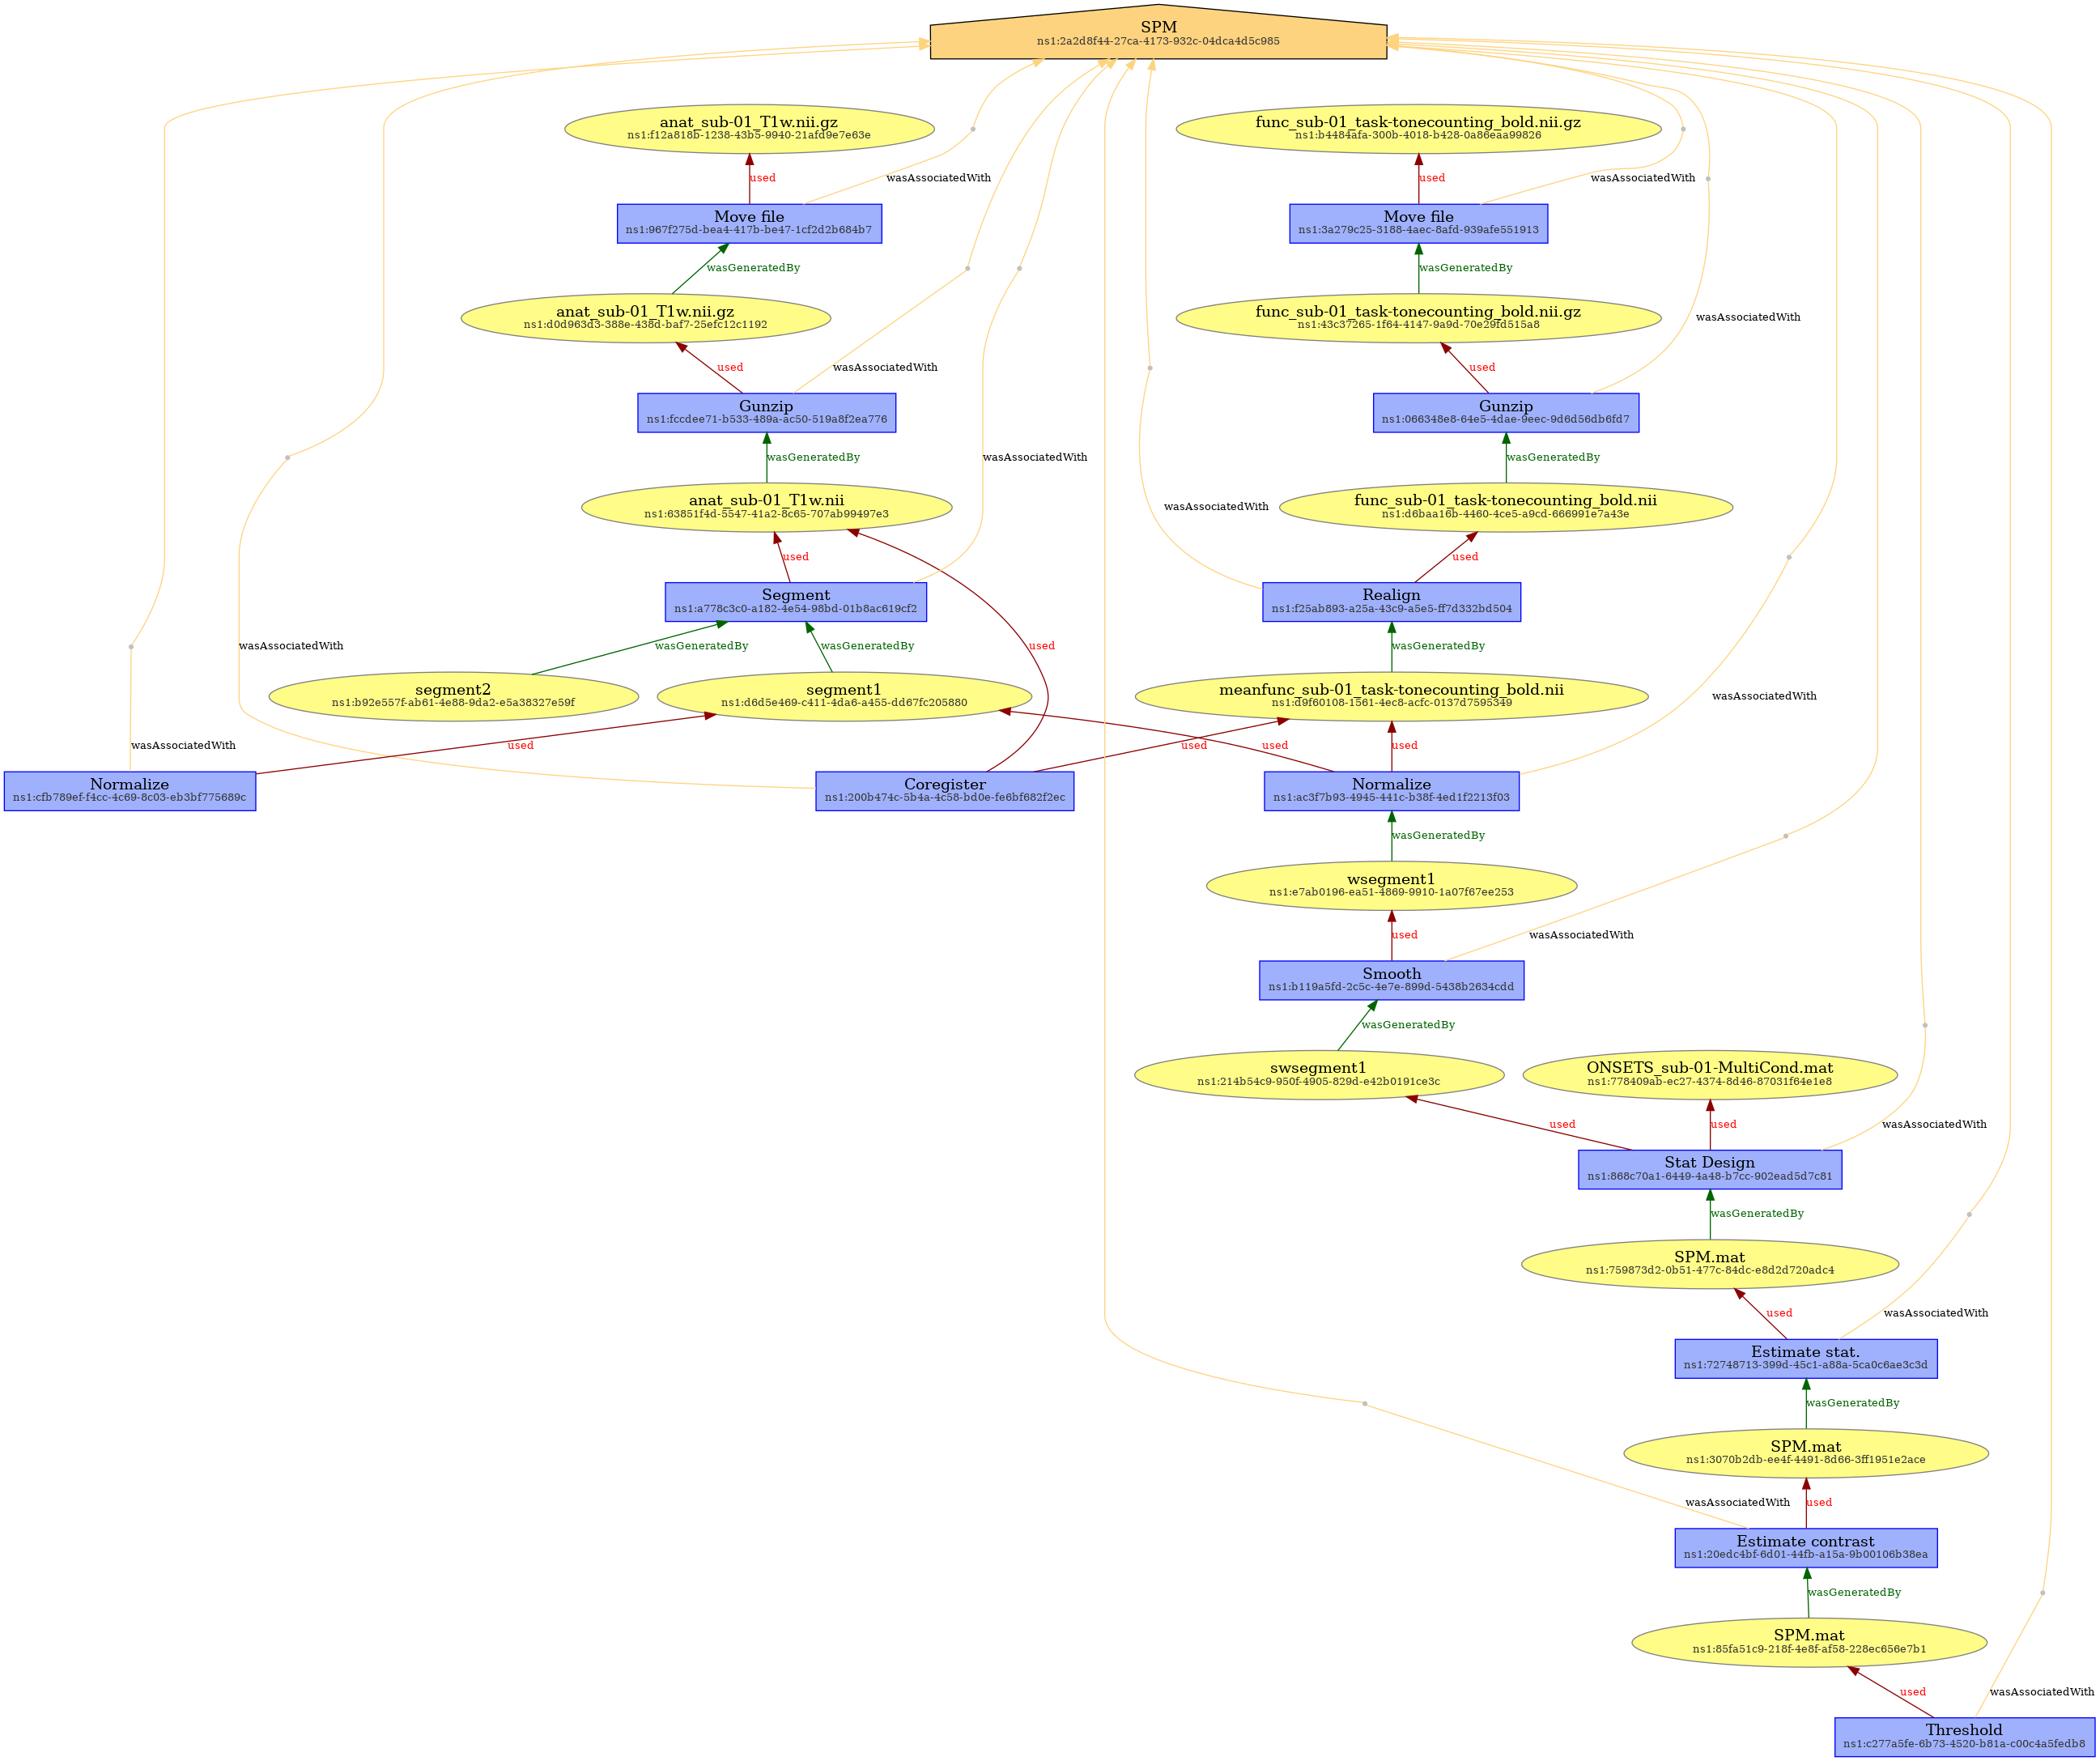 SPM
ns1:2a2d8f44-27ca-4173-932c-04dca4d5c985
anat_sub-01_T1w.nii.gz
ns1:f12a818b-1238-43b5-9940-21afd9e7e63e
func_sub-01_task-tonecounting_bold.nii.gz
ns1:b4484afa-300b-4018-b428-0a86eaa99826
used
wasAssociatedWith
used
wasAssociatedWith
Move file
ns1:967f275d-bea4-417b-be47-1cf2d2b684b7
Move file
ns1:3a279c25-3188-4aec-8afd-939afe551913
wasGeneratedBy
wasGeneratedBy
anat_sub-01_T1w.nii.gz
ns1:d0d963d3-388e-438d-baf7-25efc12c1192
func_sub-01_task-tonecounting_bold.nii.gz
ns1:43c37265-1f64-4147-9a9d-70e29fd515a8
wasAssociatedWith
used
wasAssociatedWith
used
Gunzip
ns1:fccdee71-b533-489a-ac50-519a8f2ea776
Gunzip
ns1:066348e8-64e5-4dae-9eec-9d6d56db6fd7
wasGeneratedBy
wasAssociatedWith
wasGeneratedBy
anat_sub-01_T1w.nii
ns1:63851f4d-5547-41a2-8c65-707ab99497e3
func_sub-01_task-tonecounting_bold.nii
ns1:d6baa16b-4460-4ce5-a9cd-666991e7a43e
wasAssociatedWith
used
used
Segment
ns1:a778c3c0-a182-4e54-98bd-01b8ac619cf2
Realign
ns1:f25ab893-a25a-43c9-a5e5-ff7d332bd504
wasAssociatedWith
wasGeneratedBy
wasGeneratedBy
used
wasGeneratedBy
segment2
ns1:b92e557f-ab61-4e88-9da2-e5a38327e59f
segment1
ns1:d6d5e469-c411-4da6-a455-dd67fc205880
meanfunc_sub-01_task-tonecounting_bold.nii
ns1:d9f60108-1561-4ec8-acfc-0137d7595349
wasAssociatedWith
wasAssociatedWith
used
used
used
used
Normalize
ns1:cfb789ef-f4cc-4c69-8c03-eb3bf775689c
Coregister
ns1:200b474c-5b4a-4c58-bd0e-fe6bf682f2ec
Normalize
ns1:ac3f7b93-4945-441c-b38f-4ed1f2213f03
wasGeneratedBy
wsegment1
ns1:e7ab0196-ea51-4869-9910-1a07f67ee253
used
wasAssociatedWith
Smooth
ns1:b119a5fd-2c5c-4e7e-899d-5438b2634cdd
wasGeneratedBy
swsegment1
ns1:214b54c9-950f-4905-829d-e42b0191ce3c
ONSETS_sub-01-MultiCond.mat
ns1:778409ab-ec27-4374-8d46-87031f64e1e8
used
used
wasAssociatedWith
Stat Design
ns1:868c70a1-6449-4a48-b7cc-902ead5d7c81
wasGeneratedBy
SPM.mat
ns1:759873d2-0b51-477c-84dc-e8d2d720adc4
used
wasAssociatedWith
Estimate stat.
ns1:72748713-399d-45c1-a88a-5ca0c6ae3c3d
wasGeneratedBy
SPM.mat
ns1:3070b2db-ee4f-4491-8d66-3ff1951e2ace
wasAssociatedWith
used
Estimate contrast
ns1:20edc4bf-6d01-44fb-a15a-9b00106b38ea
wasGeneratedBy
SPM.mat
ns1:85fa51c9-218f-4e8f-af58-228ec656e7b1
used
wasAssociatedWith
Threshold
ns1:c277a5fe-6b73-4520-b81a-c00c4a5fedb8